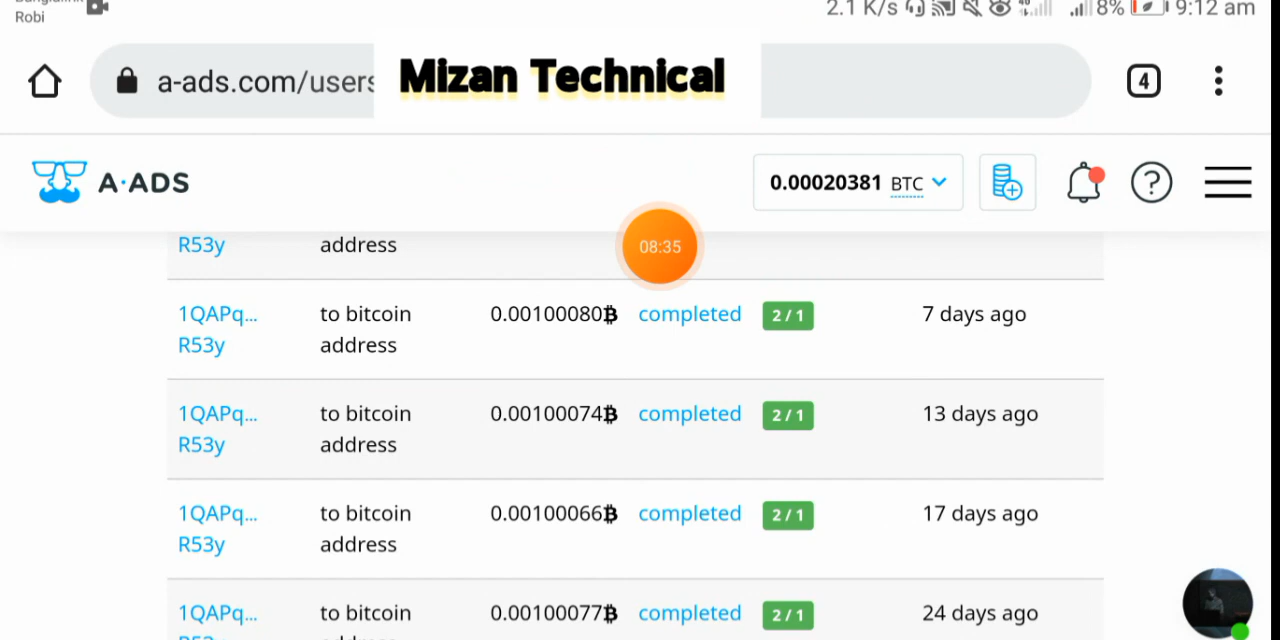 Robi
2.1 K/s 8% 9:12 am
a-ads.com/users
Mizan Technical
4
A·ADS
0.00020381 BTC
?
08:35
R53y address
1QAPq... to bitcoin 0.00100080₿ completed 2 / 1 7 days ago
R53y address
1QAPq... to bitcoin 0.00100074₿ completed 2 / 1 13 days ago
R53y address
1QAPq... to bitcoin 0.00100066₿ completed 2 / 1 17 days ago
R53y address
1QAPq... to bitcoin 0.00100077₿ completed 2 / 1 24 days ago